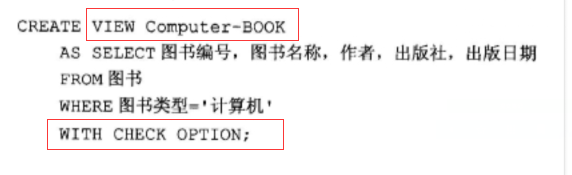 CREATE VIEW Computer-BOOK
AS SELECT 图书编号，图书名称，作者，出版社，出版日期
FROM 图书
WHERE 图书类型='计算机'
WITH CHECK OPTION;